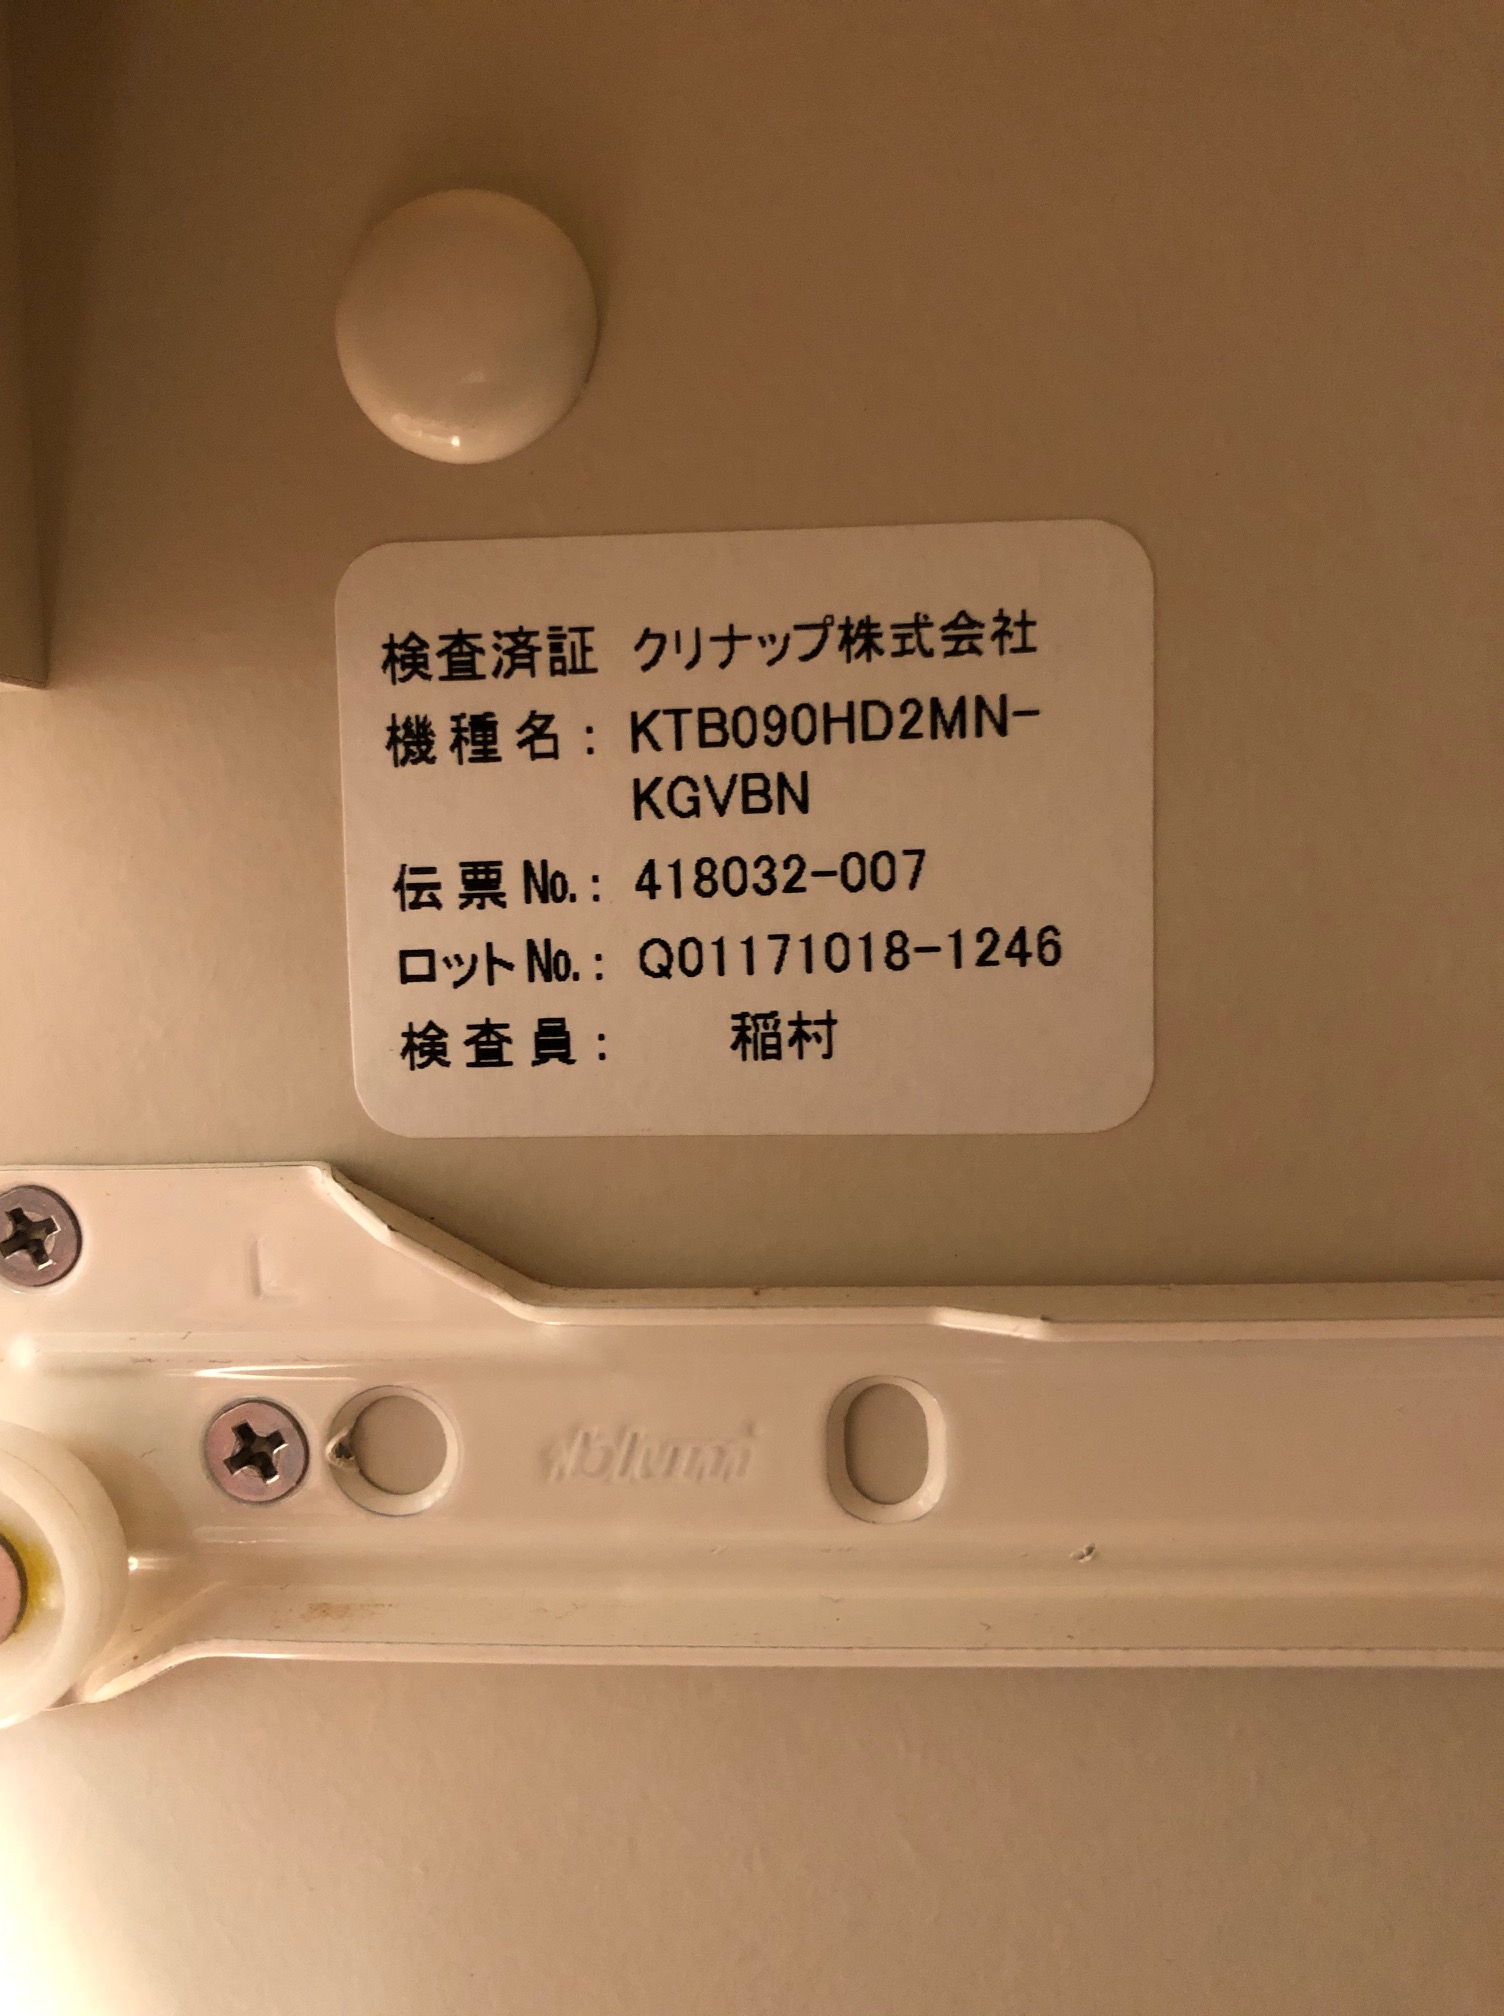 検査済証 クリナップ株式会社
機種名: KTB090HD2MN-
KGVBN
伝票No.: 418032-007
ロットNo.: Q01171018-1246
検査員: 稲村
L
blum